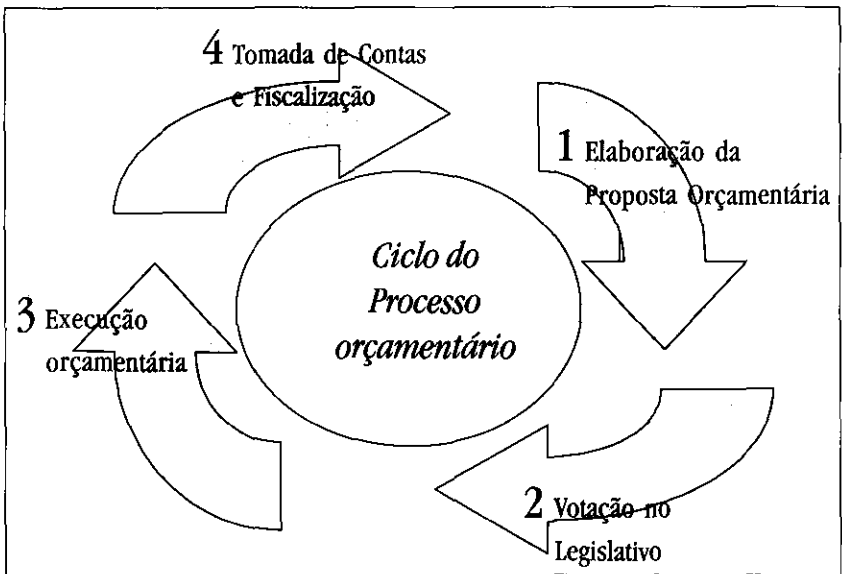 4 Tomada de Contas
e Fiscalização
1 Elaboração da
Proposta Orçamentária
Ciclo do
Processo
orçamentário
3 Execução
orçamentária
2 Votação no
Legislativo